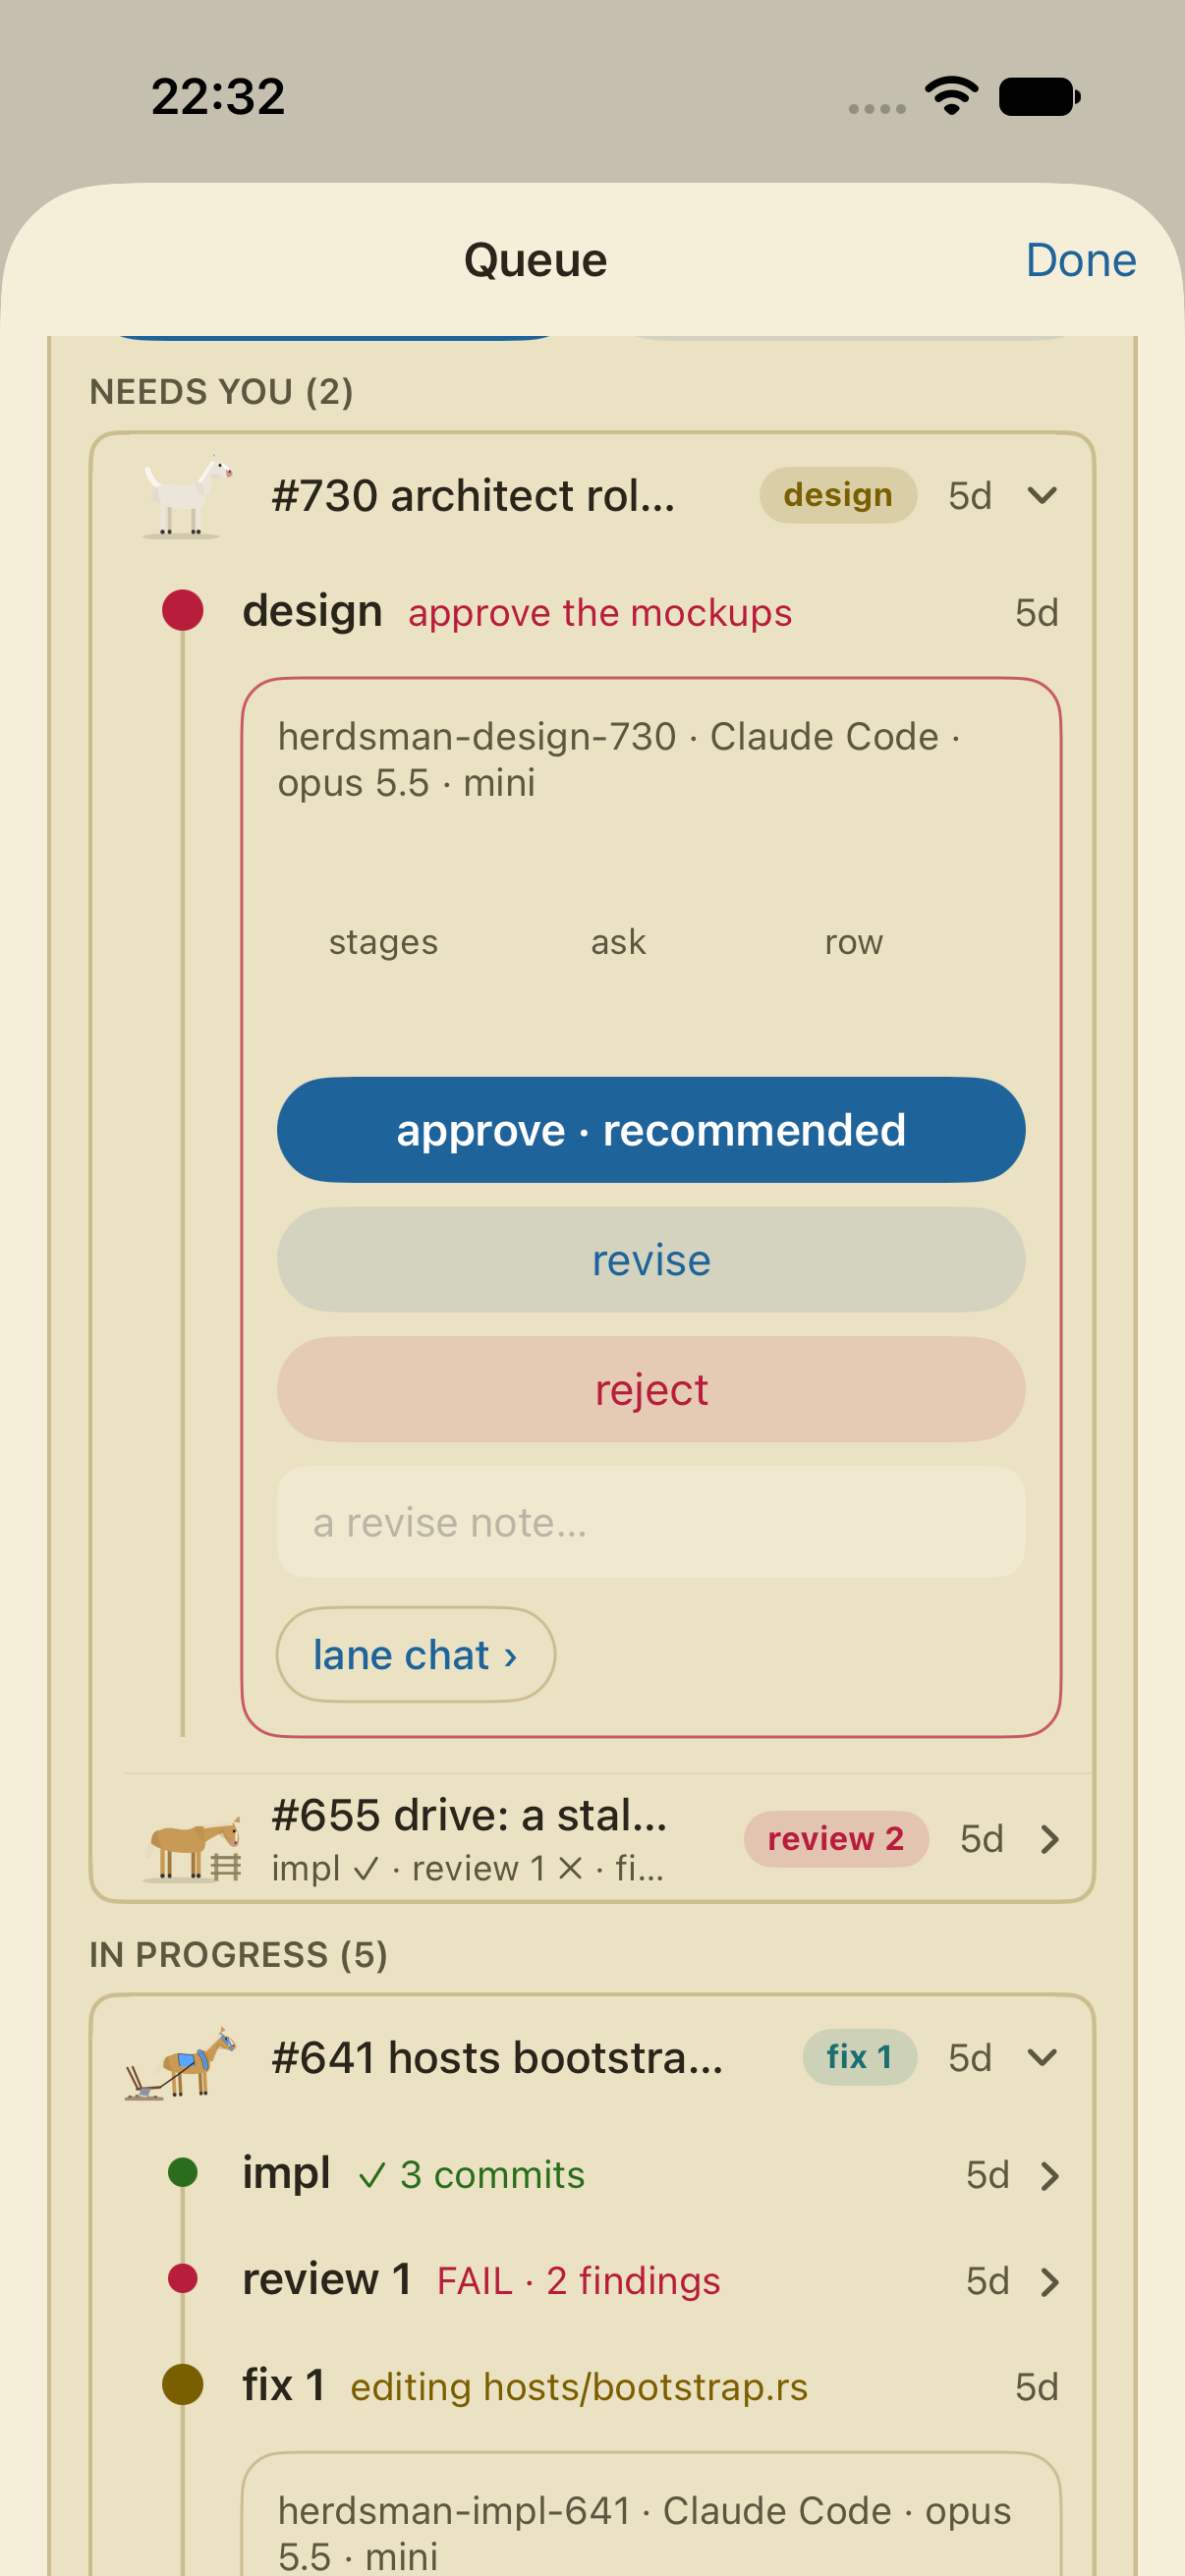 22:32
Queue
Done
NEEDS YOU (2)
#730 architect rol...
design
5d
design approve the mockups 5d
herdsman-design-730 · Claude Code ·
opus 5.5 · mini
stages ask row
approve · recommended
revise
reject
a revise note...
lane chat ›
#655 drive: a stal...
review 2
5d
impl ✓ · review 1 ✕ · fi...
IN PROGRESS (5)
#641 hosts bootstra...
fix 1
5d
impl ✓ 3 commits 5d
review 1 FAIL · 2 findings 5d
fix 1 editing hosts/bootstrap.rs 5d
herdsman-impl-641 · Claude Code · opus
5.5 · mini